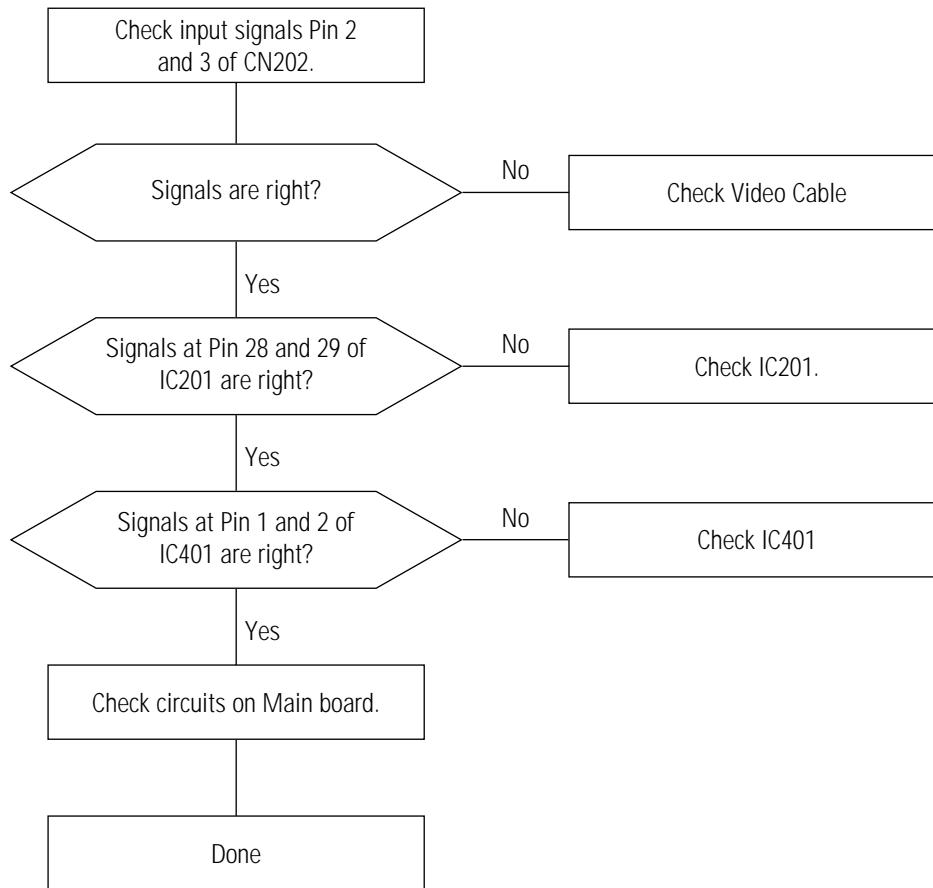 Check input signals Pin 2
and 3 of CN202.
Signals are right?
No
Check Video Cable
Yes
Signals at Pin 28 and 29 of
IC201 are right?
No
Check IC201.
Yes
Signals at Pin 1 and 2 of
IC401 are right?
No
Check IC401
Yes
Check circuits on Main board.
Done